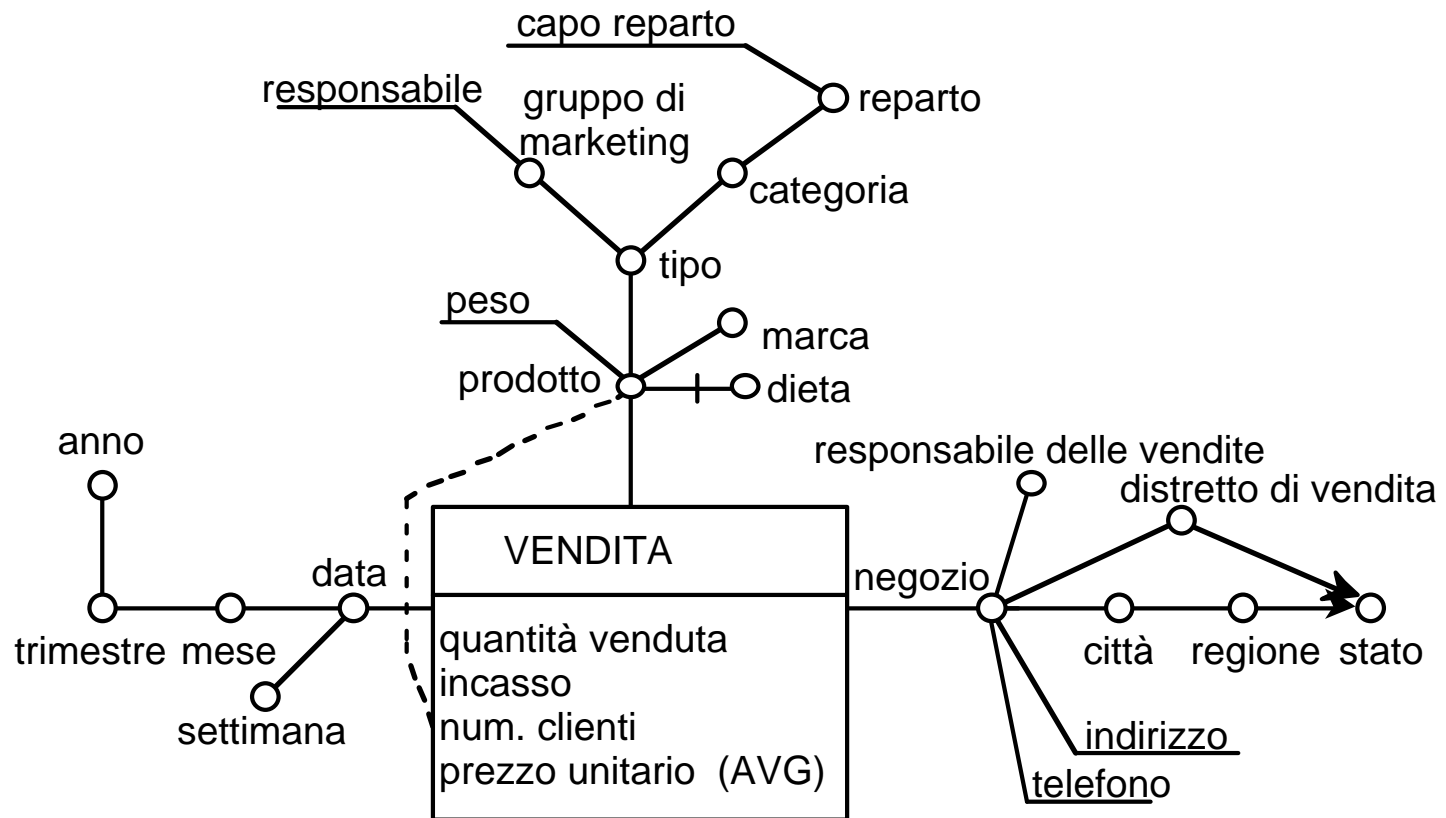 capo reparto
responsabile
gruppo di
marketing
reparto
categoria
tipo
peso
marca
prodotto
dieta
anno
responsabile delle vendite
distretto di vendita
VENDITA
data
negozio
trimestre
mese
settimana
quantità venduta
incasso
num. clienti
prezzo unitario (AVG)
città
regione
stato
indirizzo
telefono